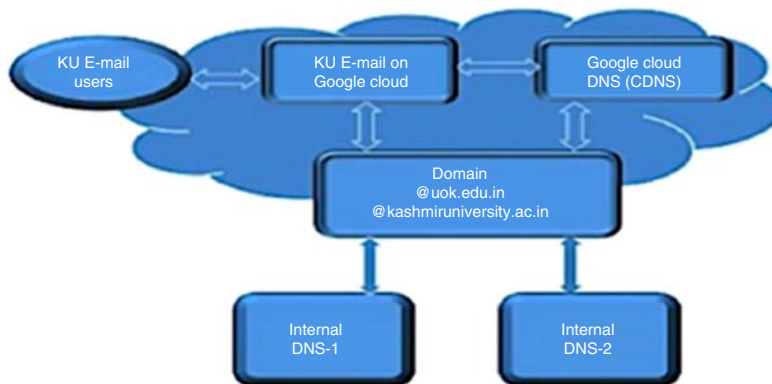 KU E-mail
users
KU E-mail on
Google cloud
Google cloud
DNS (CDNS)
Domain
@uok.edu.in
@kashmiruniversity.ac.in
Internal
DNS-1
Internal
DNS-2